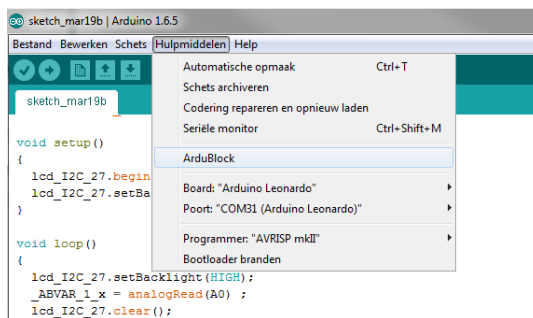 sketch_mar19b | Arduino 1.6.5
Bestand Bewerken Schets Hulpmiddelen Help
Automatische opmaak Ctrl+T
Schets archiveren
Codering repareren en opnieuw laden
Seriële monitor Ctrl+Shift+M
ArduBlock
Board: "Arduino Leonardo"
Poort: "COM31 (Arduino Leonardo)"
Programmer: "AVRISP mkII"
Bootloader branden
sketch_mar19b
void setup()
{
lcd_I2C_27.begin
lcd_I2C_27.setBa
}
void loop()
{
lcd_I2C_27.setBacklight(HIGH);
_ABVAR_1_x = analogRead(A0) ;
lcd_I2C_27.clear();